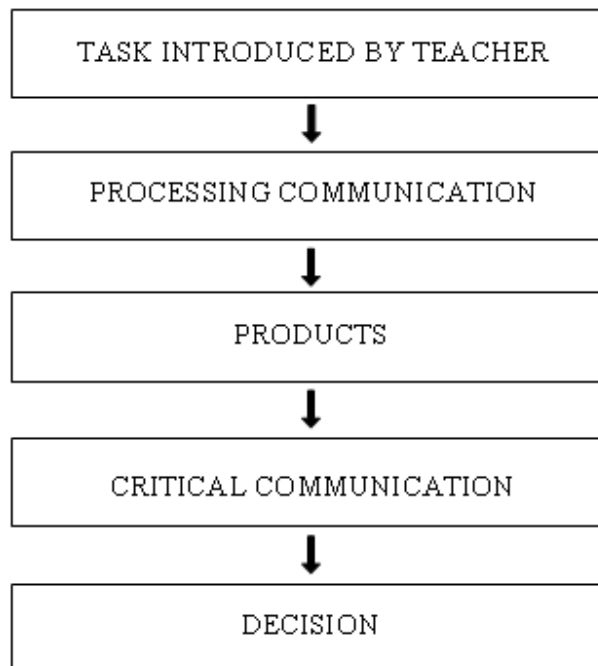 TASK INTRODUCED BY TEACHER
PROCESSING COMMUNICATION
PRODUCTS
CRITICAL COMMUNICATION
DECISION